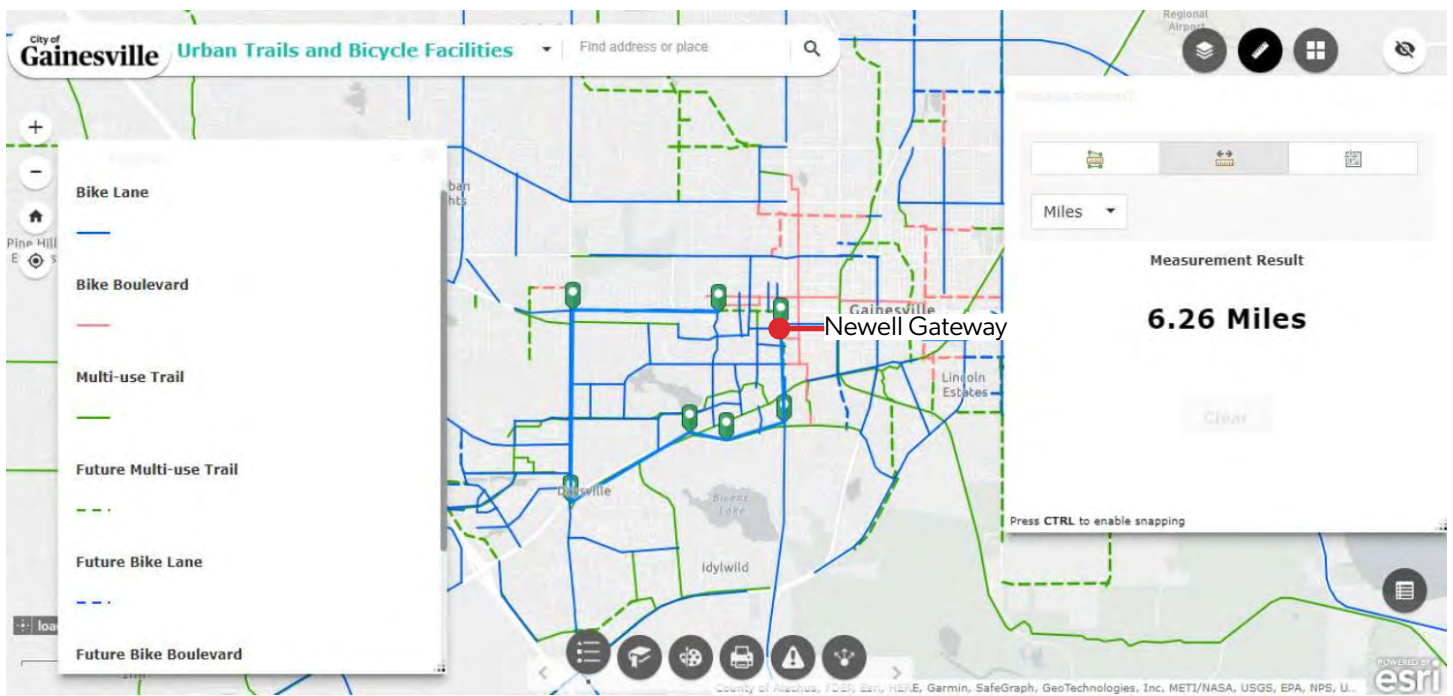 City of
Gainesville
Urban Trails and Bicycle Facilities
Find address or place
Regional
Airport
Bike Lane
Bike Boulevard
Multi-use Trail
Future Multi-use Trail
Future Bike Lane
Future Bike Boulevard
Pine Hill
Gainesville
Newell Gateway
Lincoln
Estates
Bivens
Lake
Idylwild
Miles
Measurement Result
6.26 Miles
Clear
Press CTRL to enable snapping
County of Alachua, FDEP, Esri, HERE, Garmin, SafeGraph, GeoTechnologies, Inc, METI/NASA, USGS, EPA, NPS, U...
POWERED BY
esri